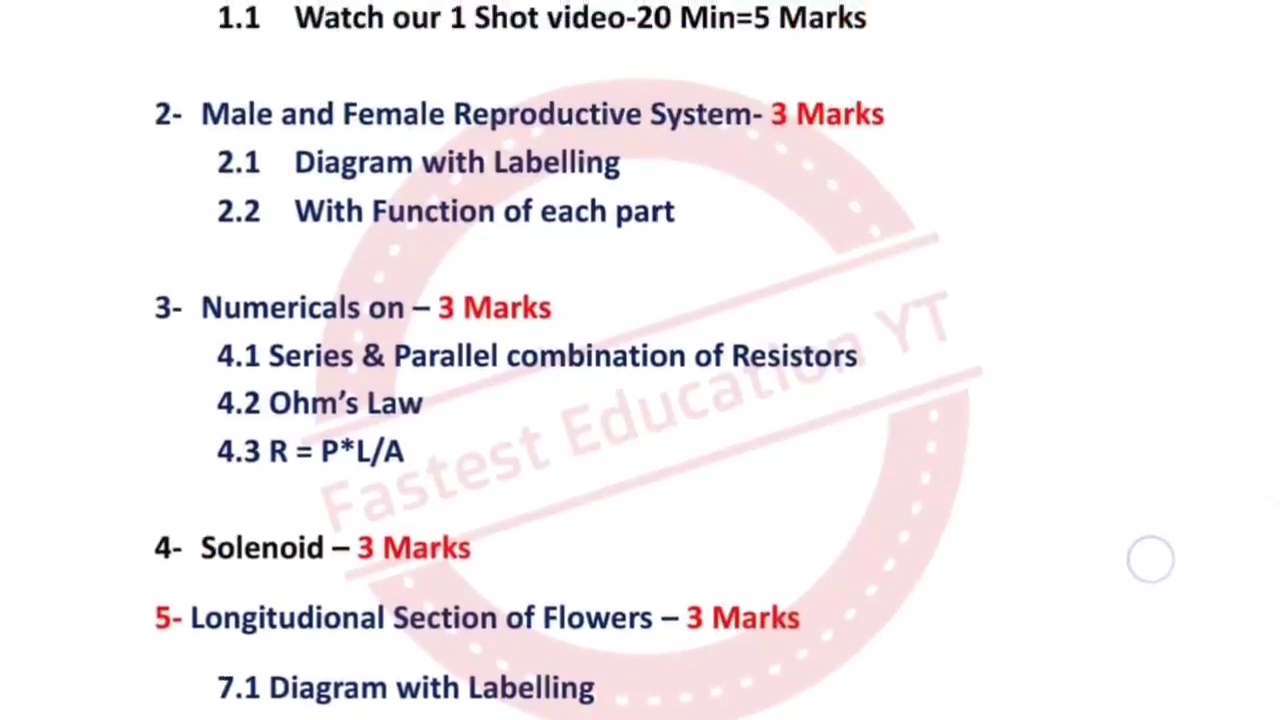 1.1 Watch our 1 Shot video-20 Min=5 Marks
2- Male and Female Reproductive System- 3 Marks
2.1 Diagram with Labelling
2.2 With Function of each part
3- Numericals on – 3 Marks
4.1 Series & Parallel combination of Resistors
4.2 Ohm’s Law
4.3 R = P*L/A
Fastest Education YT
4- Solenoid – 3 Marks
5- Longitudional Section of Flowers – 3 Marks
7.1 Diagram with Labelling